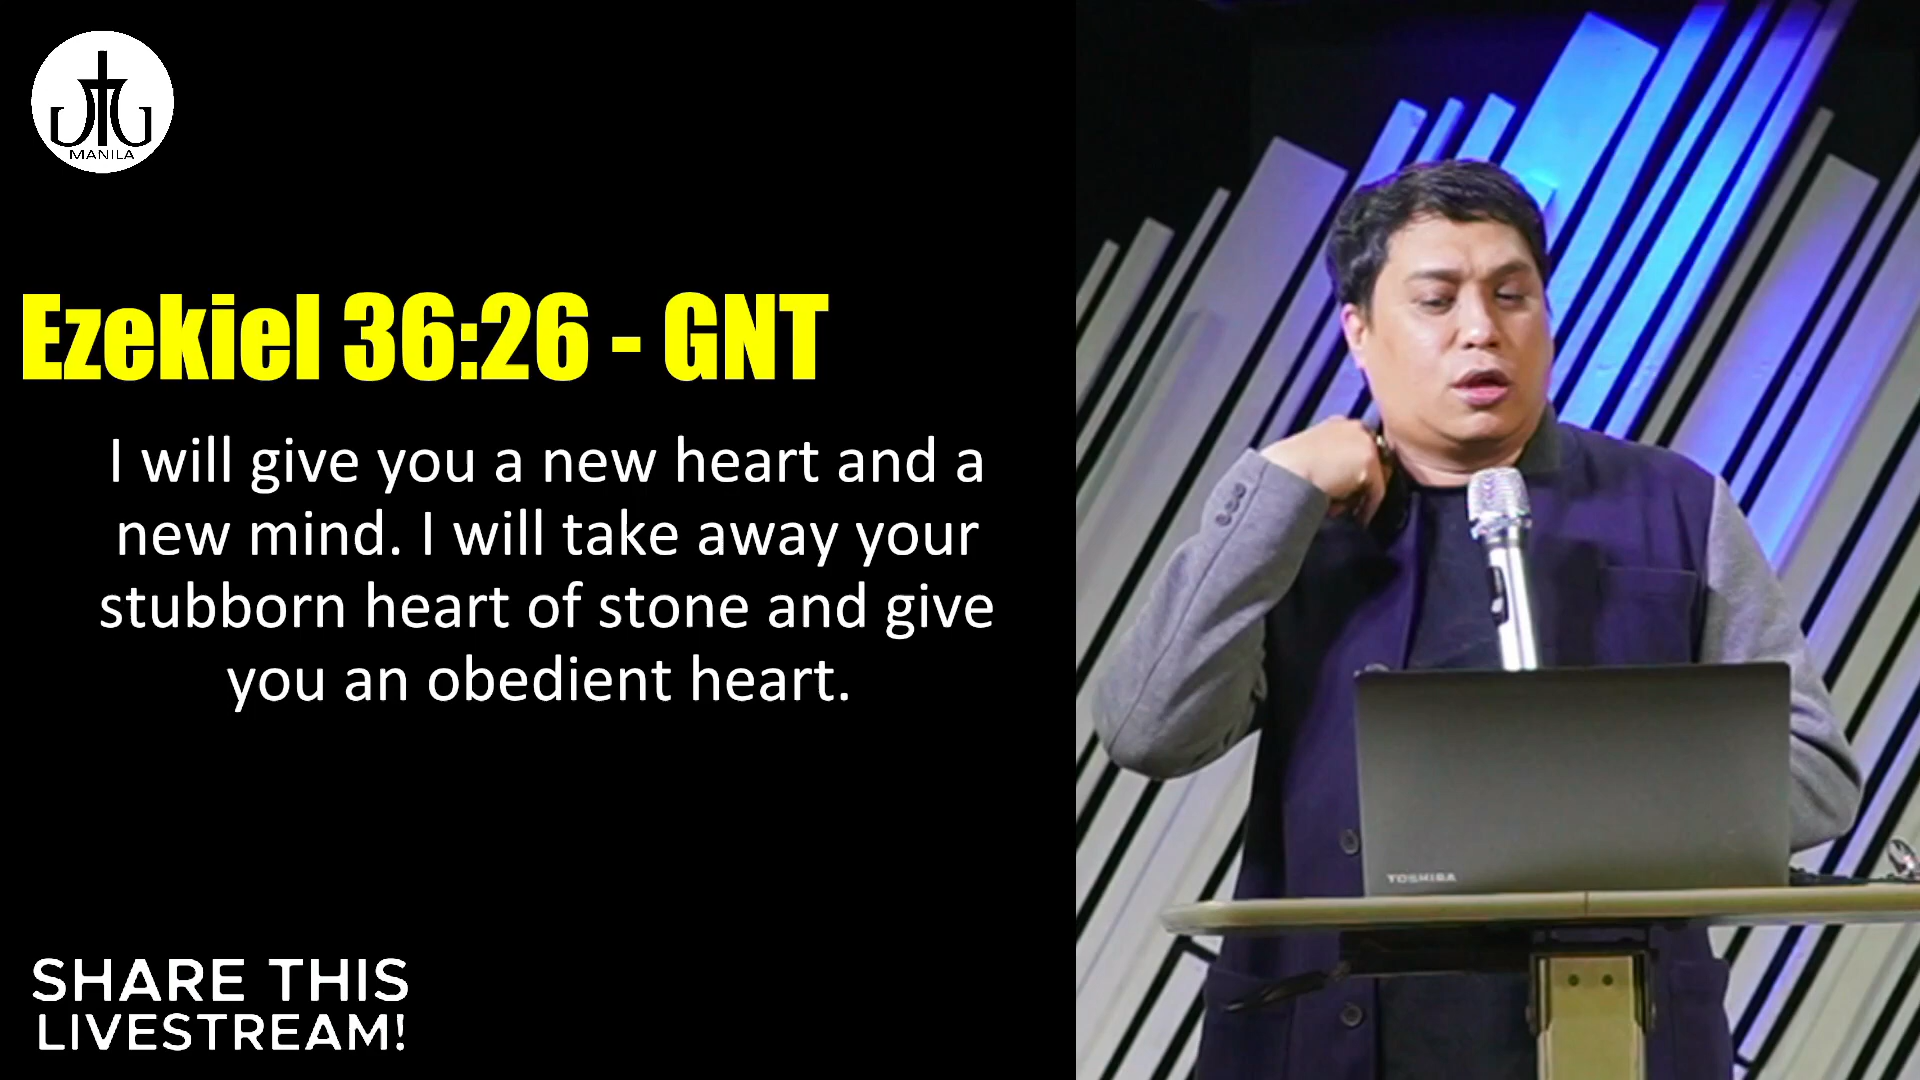 JTG
MANILA
Ezekiel 36:26 - GNT
I will give you a new heart and a
new mind. I will take away your
stubborn heart of stone and give
you an obedient heart.
SHARE THIS
LIVESTREAM!
TOSHIBA